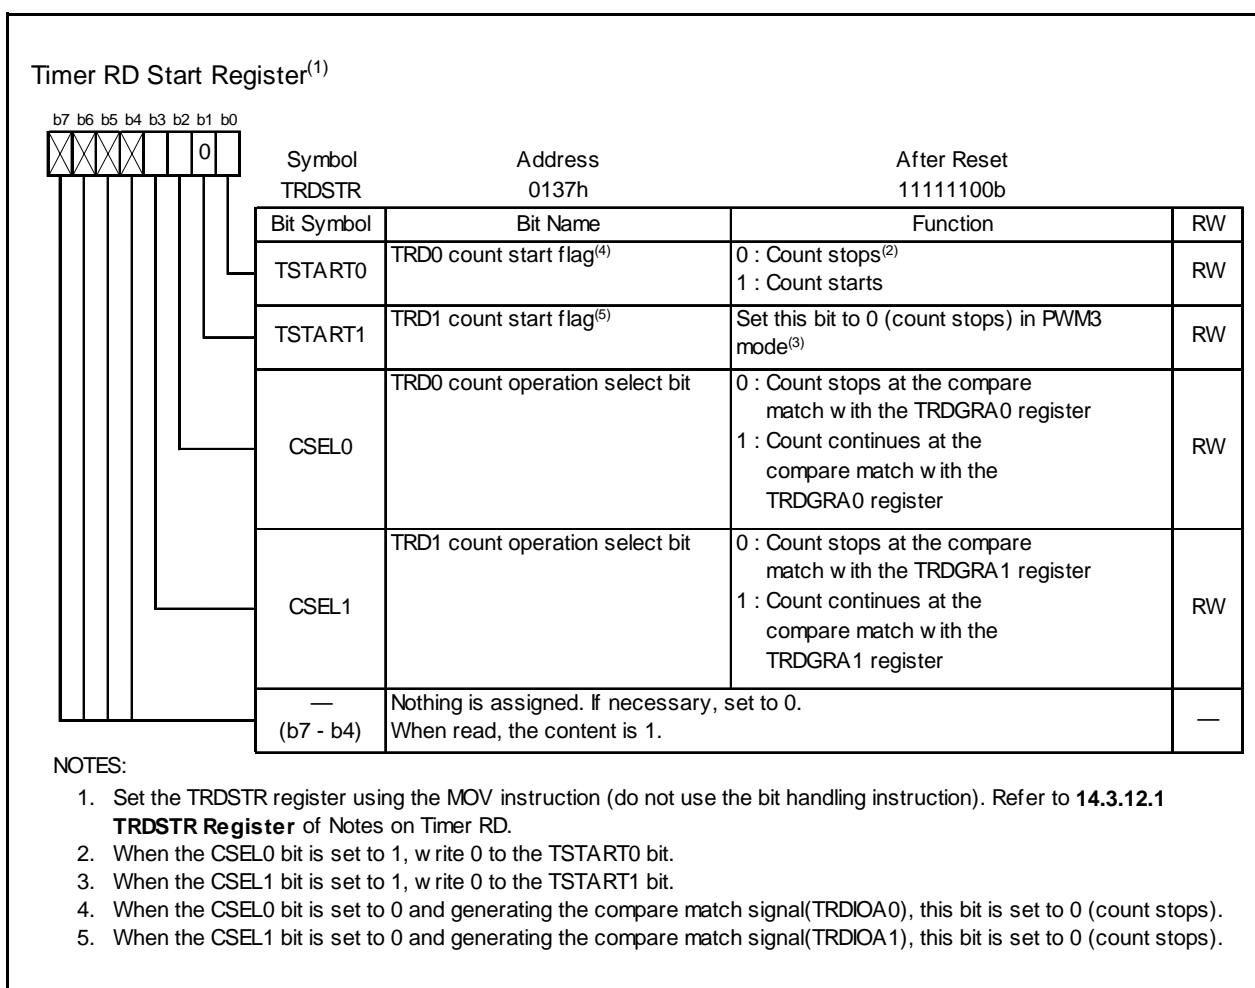 Timer RD Start Register(1)
b7 b6 b5 b4 b3 b2 b1 b0
0
Symbol Address After Reset
TRDSTR 0137h 11111100b
Bit Symbol Bit Name Function RW
TSTART0 TRD0 count start flag(4) 0 : Count stops(2)
1 : Count starts RW
TSTART1 TRD1 count start flag(5) Set this bit to 0 (count stops) in PWM3
mode(3) RW
CSEL0 TRD0 count operation select bit 0 : Count stops at the compare
match with the TRDGRA0 register
1 : Count continues at the
compare match with the
TRDGRA0 register RW
CSEL1 TRD1 count operation select bit 0 : Count stops at the compare
match with the TRDGRA1 register
1 : Count continues at the
compare match with the
TRDGRA1 register RW
— Nothing is assigned. If necessary, set to 0. —
(b7 - b4) When read, the content is 1.
NOTES:
1. Set the TRDSTR register using the MOV instruction (do not use the bit handling instruction). Refer to 14.3.12.1
TRDSTR Register of Notes on Timer RD.
2. When the CSEL0 bit is set to 1, write 0 to the TSTART0 bit.
3. When the CSEL1 bit is set to 1, write 0 to the TSTART1 bit.
4. When the CSEL0 bit is set to 0 and generating the compare match signal(TRDIOA0), this bit is set to 0 (count stops).
5. When the CSEL1 bit is set to 0 and generating the compare match signal(TRDIOA1), this bit is set to 0 (count stops).